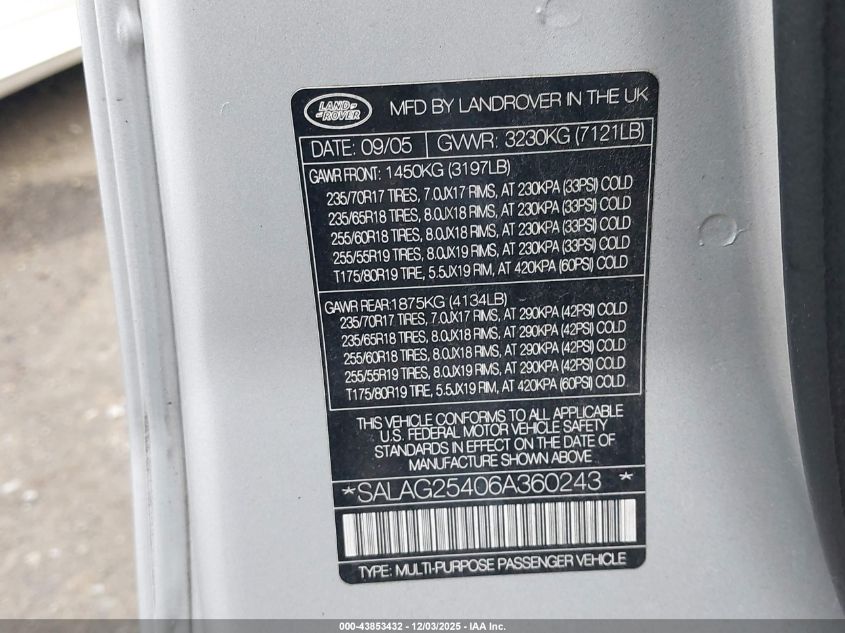 LAND-
-ROVER
MFD BY LANDROVER IN THE UK
DATE: 09/05 GVWR: 3230KG (7121LB)
GAWR FRONT: 1450KG (3197LB)
235/70R17 TIRES, 7.0JX17 RIMS, AT 230KPA (33PSI) COLD
235/65R18 TIRES, 8.0JX18 RIMS, AT 230KPA (33PSI) COLD
255/60R18 TIRES, 8.0JX18 RIMS, AT 230KPA (33PSI) COLD
255/55R19 TIRES, 8.0JX19 RIMS, AT 230KPA (33PSI) COLD
T175/80R19 TIRE, 5.5JX19 RIM, AT 420KPA (60PSI) COLD
GAWR REAR: 1875KG (4134LB)
235/70R17 TIRES, 7.0JX17 RIMS, AT 290KPA (42PSI) COLD
235/65R18 TIRES, 8.0JX18 RIMS, AT 290KPA (42PSI) COLD
255/60R18 TIRES, 8.0JX18 RIMS, AT 290KPA (42PSI) COLD
255/55R19 TIRES, 8.0JX19 RIMS, AT 290KPA (42PSI) COLD
T175/80R19 TIRE, 5.5JX19 RIM, AT 420KPA (60PSI) COLD
THIS VEHICLE CONFORMS TO ALL APPLICABLE
U.S. FEDERAL MOTOR VEHICLE SAFETY
STANDARDS IN EFFECT ON THE DATE OF
MANUFACTURE SHOWN ABOVE
*SALAG25406A360243 *
TYPE: MULTI-PURPOSE PASSENGER VEHICLE
000-43853432 - 12/03/2025 - IAA Inc.